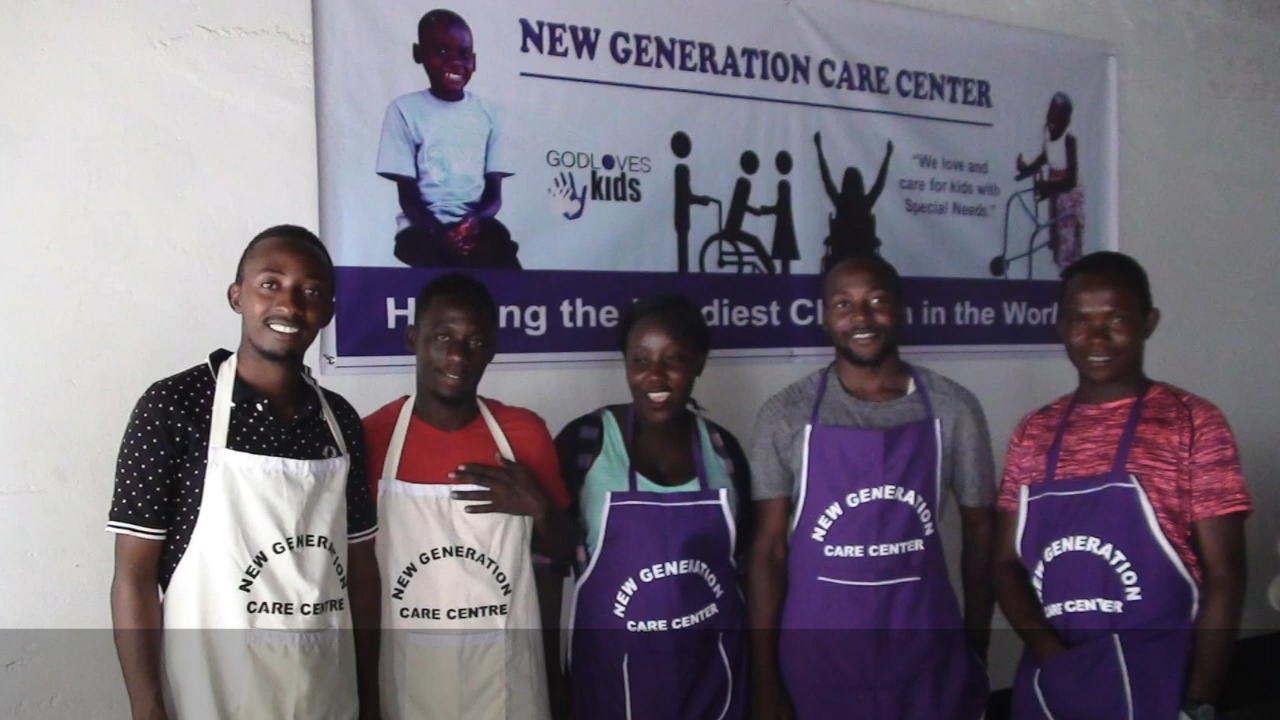 NEW GENERATION CARE CENTER
GODLOVES
kids
"We love and
care for kids with
Special Needs."
the diest in the
NEW GENERATION
CARE CENTRE
NEW GENERATION
CARE CENTRE
NEW GENERATION
CARE CENTER
NEW GENERATION
CARE CENTER
NEW GENERATION
CARE CENTER